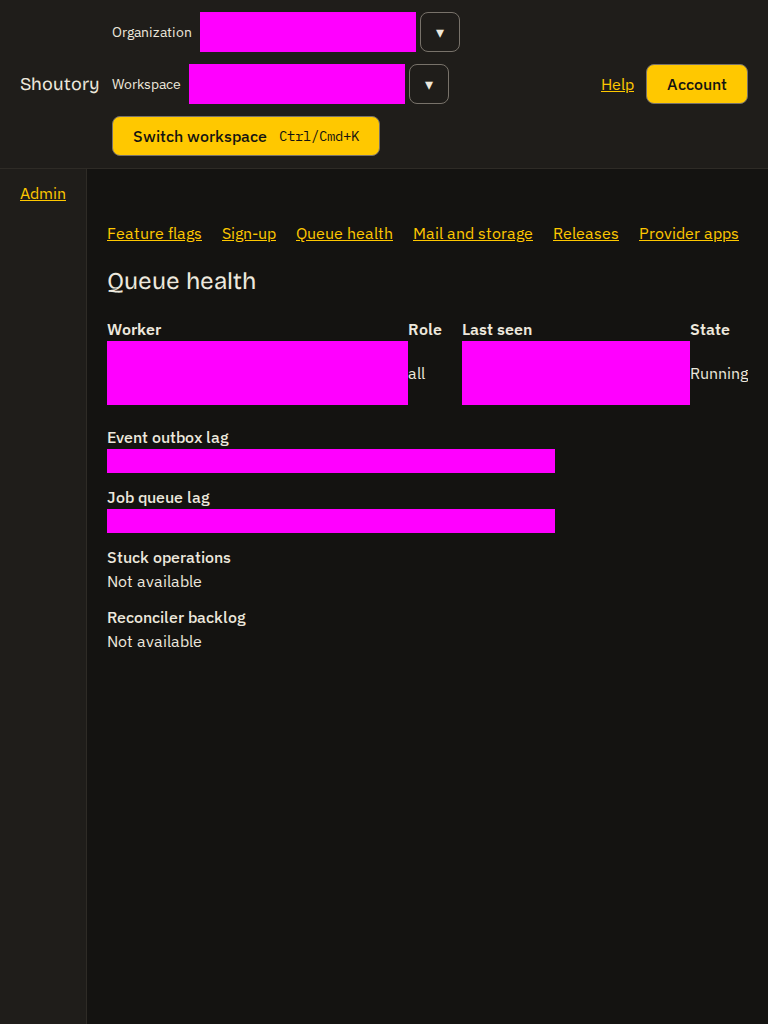 Organization ▼
Shoutory Workspace ▼ Help Account
Switch workspace Ctrl/Cmd+K
Admin
Feature flags Sign-up Queue health Mail and storage Releases Provider apps
Queue health
Worker Role Last seen State
all Running
Event outbox lag
Job queue lag
Stuck operations
Not available
Reconciler backlog
Not available